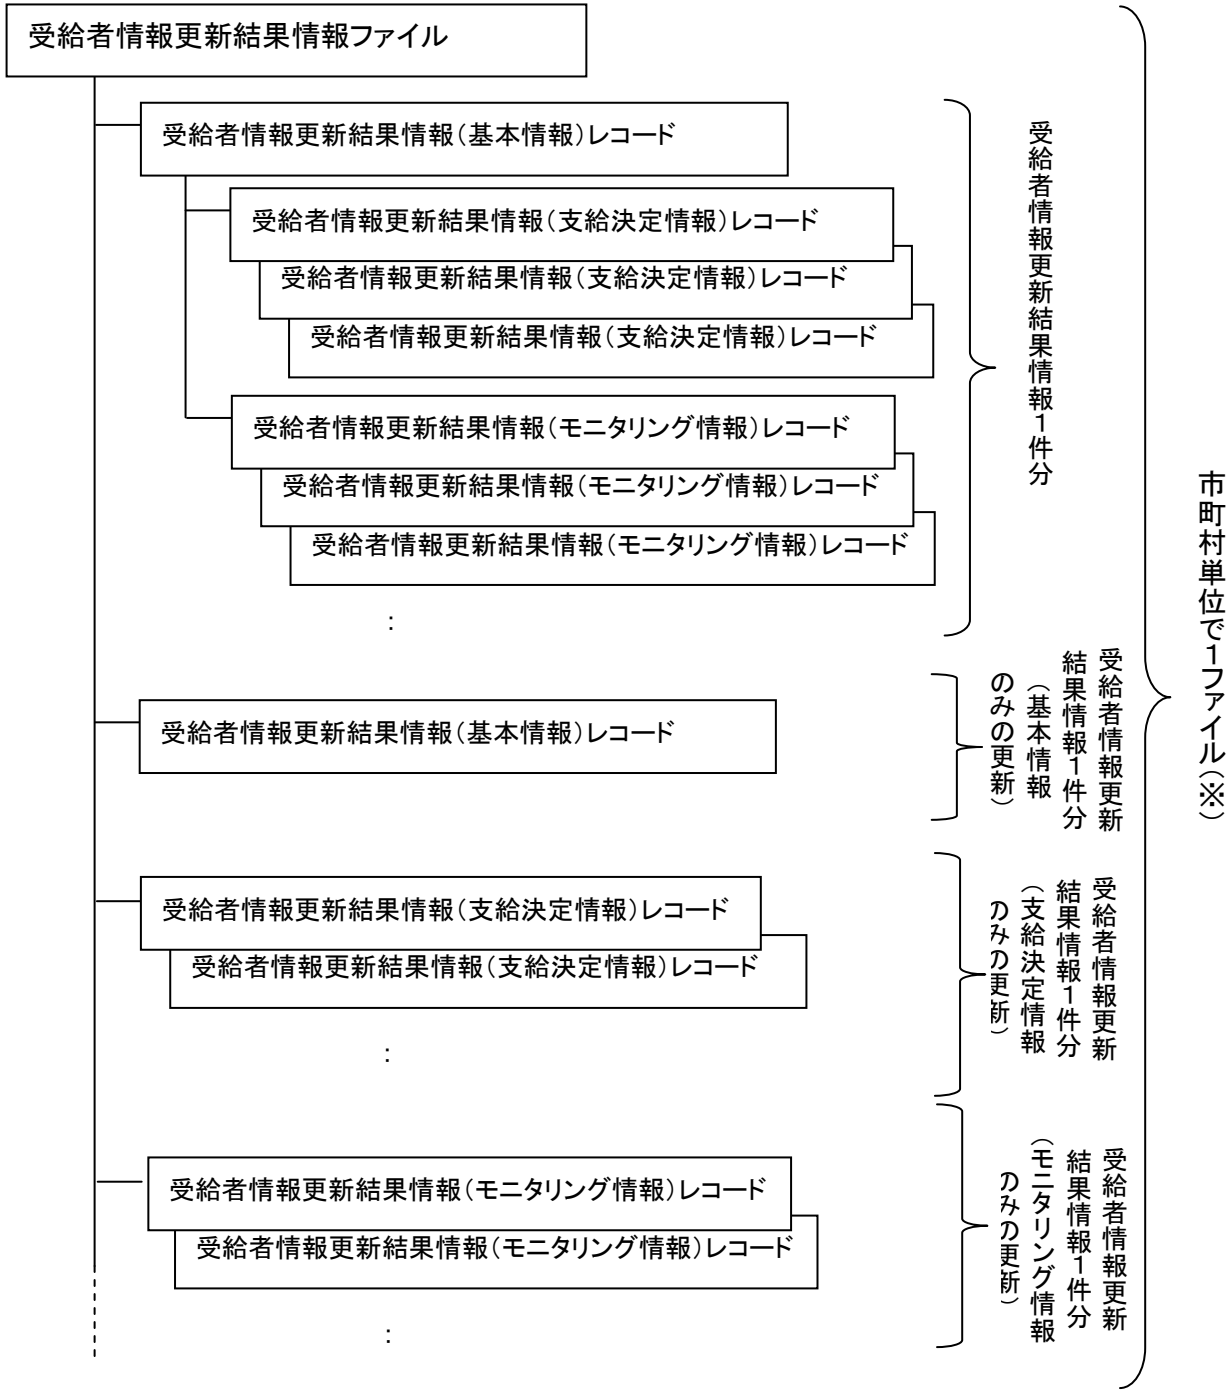 受給者情報更新結果情報ファイル
受給者情報更新結果情報（基本情報）レコード
受給者情報更新結果情報（支給決定情報）レコード
受給者情報更新結果情報（支給決定情報）レコード
受給者情報更新結果情報（支給決定情報）レコード
受給者情報更新結果情報（モニタリング情報）レコード
受給者情報更新結果情報（モニタリング情報）レコード
受給者情報更新結果情報（モニタリング情報）レコード
：
受給者情報更新結果情報１件分
受給者情報更新結果情報（基本情報）レコード
受給者情報更新
結果情報１件分
（基本情報
のみの更新）
受給者情報更新結果情報（支給決定情報）レコード
受給者情報更新結果情報（支給決定情報）レコード
：
受給者情報更新
結果情報１件分
（支給決定情報
のみの更新）
受給者情報更新結果情報（モニタリング情報）レコード
受給者情報更新結果情報（モニタリング情報）レコード
：
受給者情報更新
結果情報１件分
（モニタリング情報
のみの更新）
市町村単位で１ファイル（※）